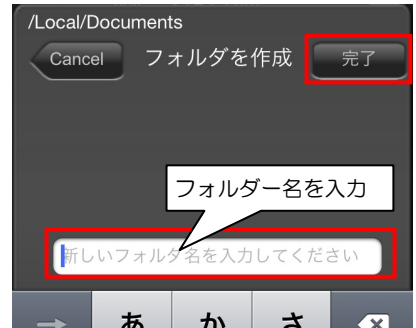 /Local/Documents
Cancel
フォルダを作成
完了
フォルダー名を入力
新しいフォルダ名を入力してください
→
あ
か
さ